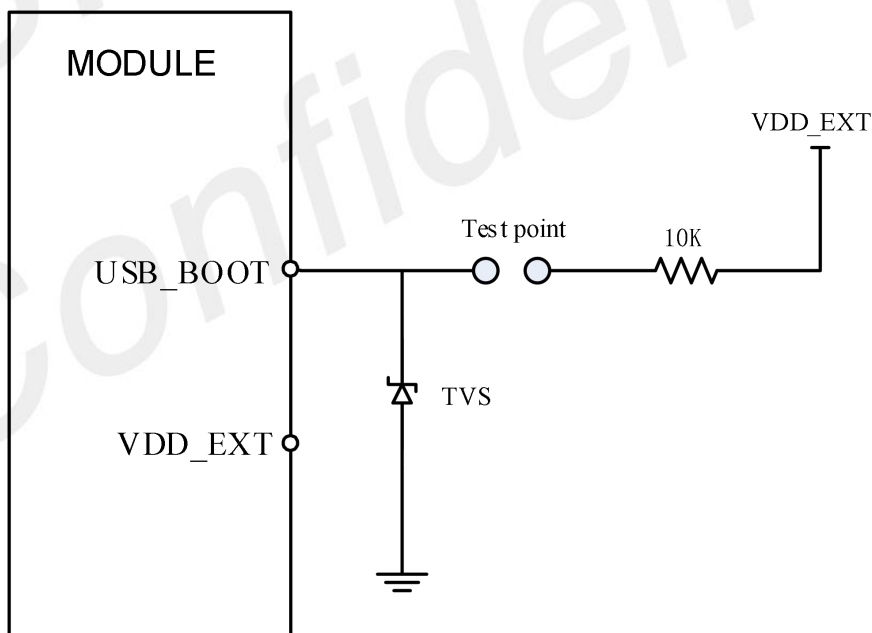 Confiden
MODULE
VDD_EXT
Test point
10K
USB_BOOT
TVS
VDD_EXT